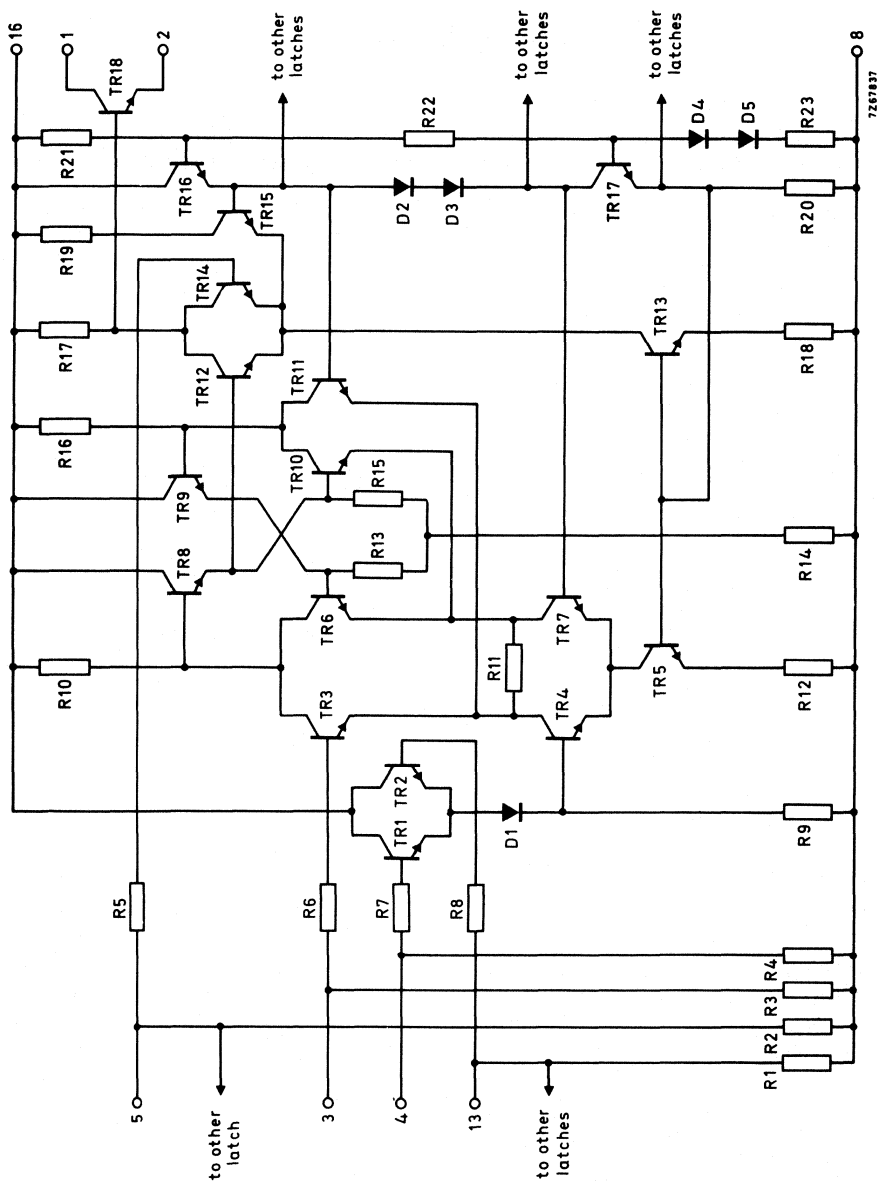 16
1
2
TR18
R21
R22
D4
D5
R23
8
7Z67837
to other
latches
to other
latches
to other
latches
TR16
TR15
D2
D3
TR17
R20
R19
TR14
R17
TR12
TR11
TR13
R18
R16
TR9
TR10
R15
R13
R14
TR8
R10
TR6
TR3
R11
TR7
TR4
TR5
R12
TR1
TR2
D1
R9
R5
R6
R7
R8
R4
R3
R2
R1
5
3
4
13
to other
latch
to other
latches